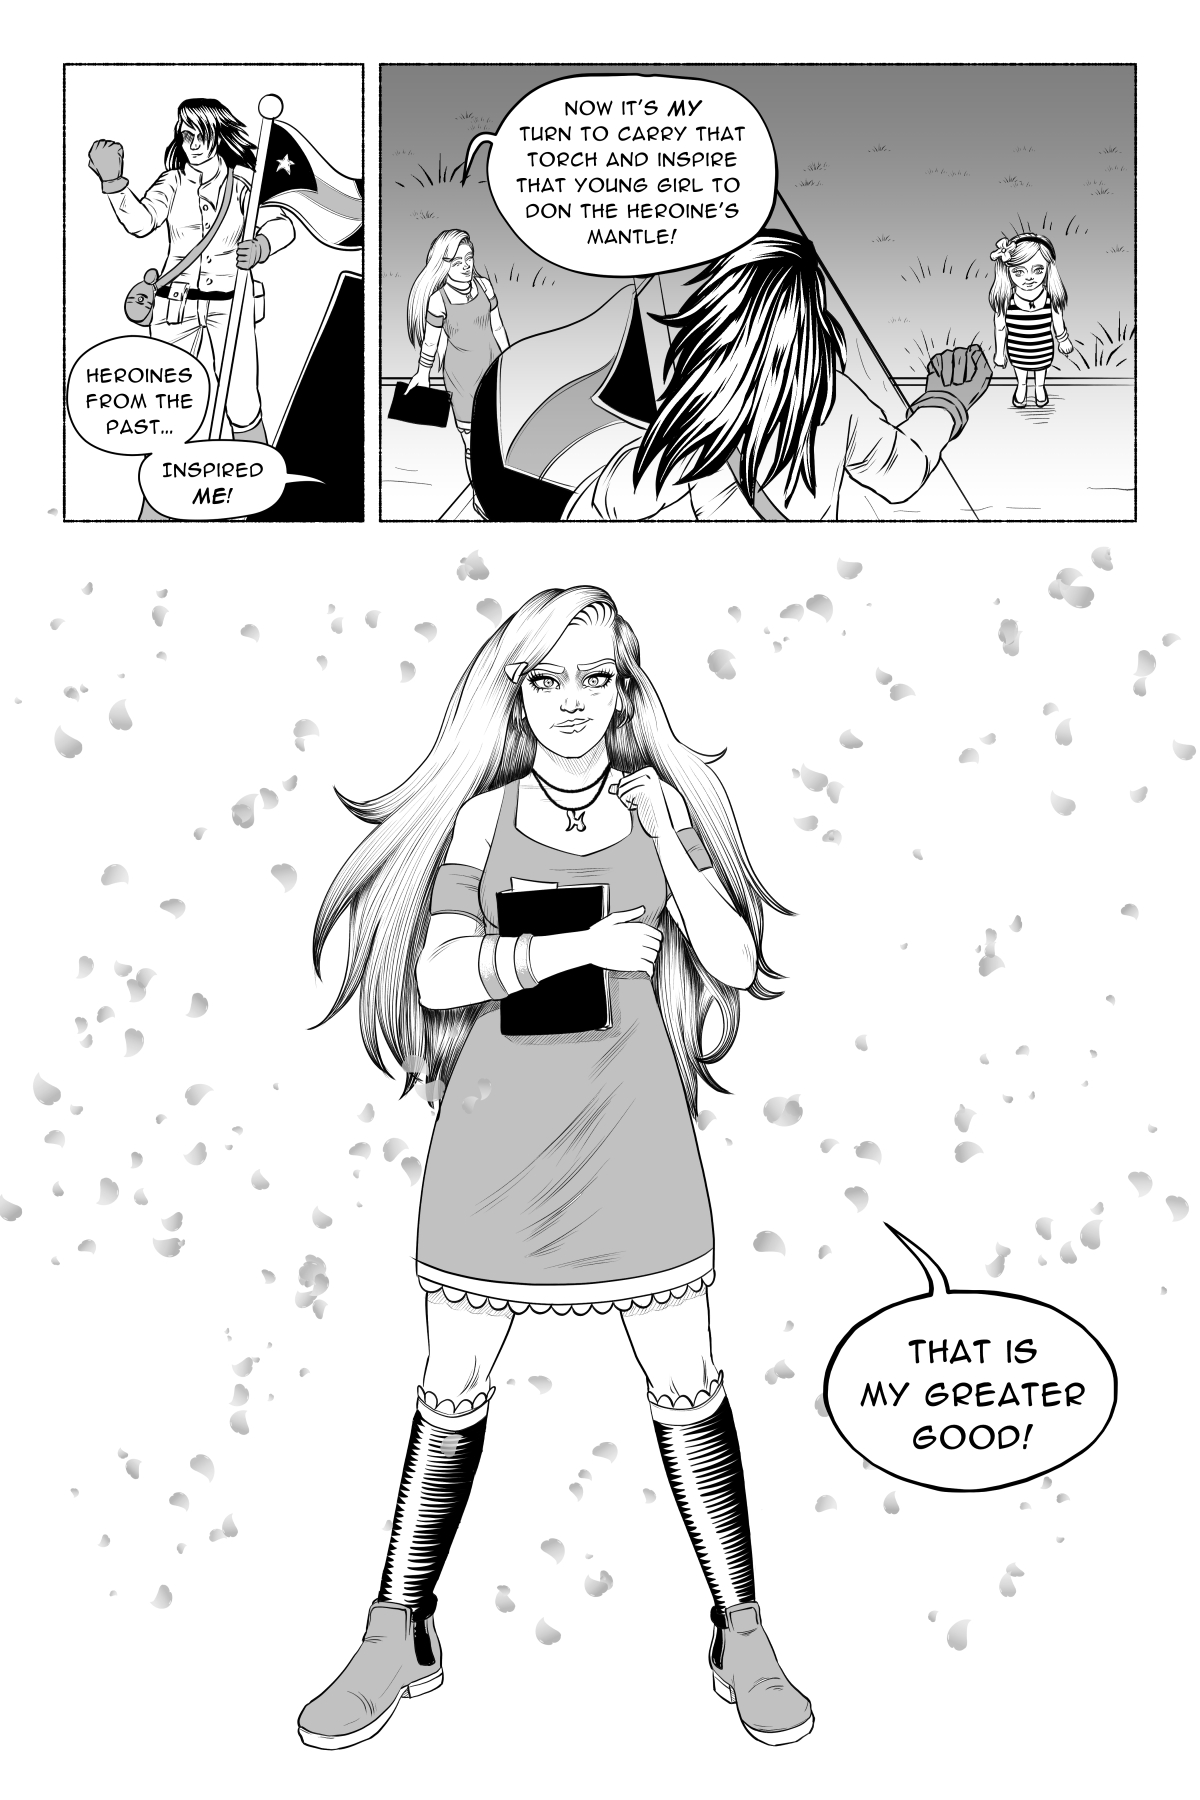 HEROINES
FROM THE
PAST...
INSPIRED
ME!
NOW IT'S MY
TURN TO CARRY THAT
TORCH AND INSPIRE
THAT YOUNG GIRL TO
DON THE HEROINE'S
MANTLE!
THAT IS
MY GREATER
GOOD!